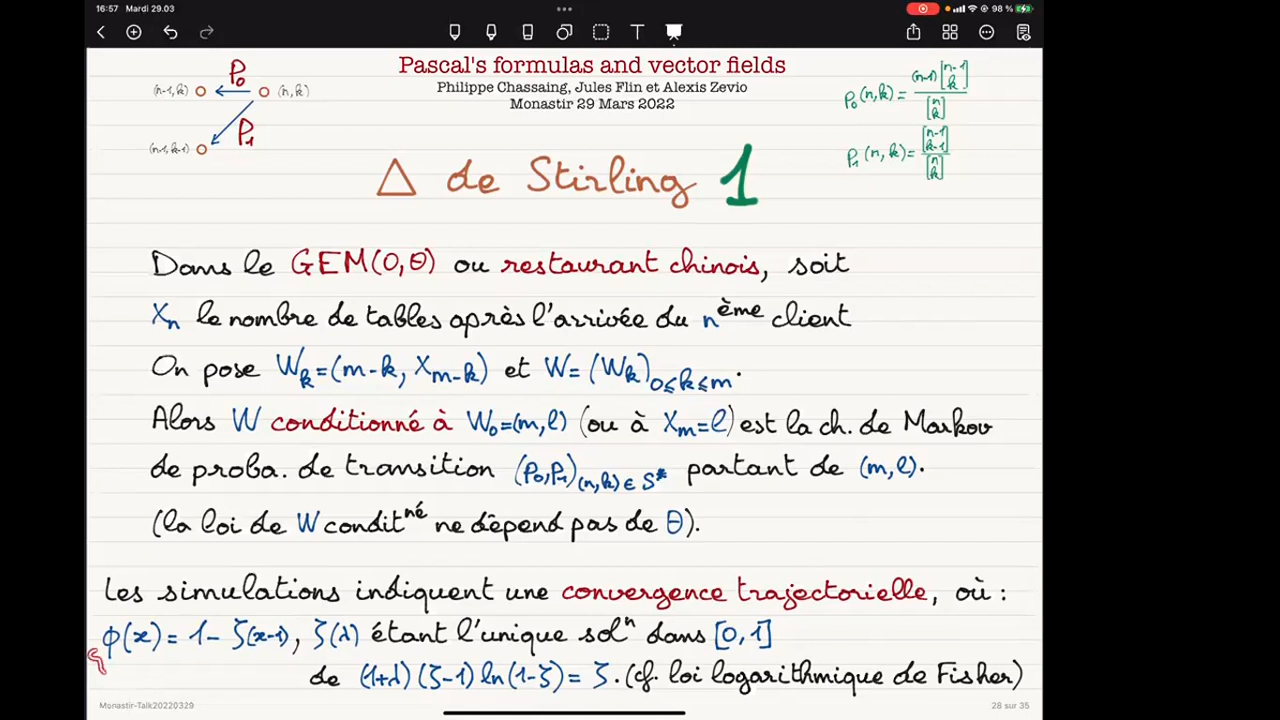 16:57 Mardi 29.03
98 %
T
Pascal's formulas and vector fields
Philippe Chassaing, Jules Flin et Alexis Zevio
Monastir 29 Mars 2022
P₀
(n-1,k) (n,k)
P₁
(n-1,k-1)
p₀(n,k) = (n-1)[n-1 k] / [n k]
p₁(n,k) = [n-1 k-1] / [n k]
Δ de Stirling 1
Dans le GEM(0,θ) ou restaurant chinois, soit
Xₙ le nombre de tables après l'arrivée du nème client
On pose Wₖ=(m-k, Xₘ₋ₖ) et W=(Wₖ)₀≤k≤m.
Alors W conditionné à W₀=(m,l) (ou à Xₘ=l) est la ch. de Markov
de proba. de transition (p₀,p₁)(n,k)∈S* partant de (m,l).
(la loi de W conditné ne dépend pas de θ).
Les simulations indiquent une convergence trajectorielle, où :
φ(x)=1-ζ(x-1), ζ(λ) étant l'unique solⁿ dans [0,1]
de (1+λ)(ζ-1)ln(1-ζ)=ζ. (cf. loi logarithmique de Fisher)
Monastir-Talk20220329 28 sur 35